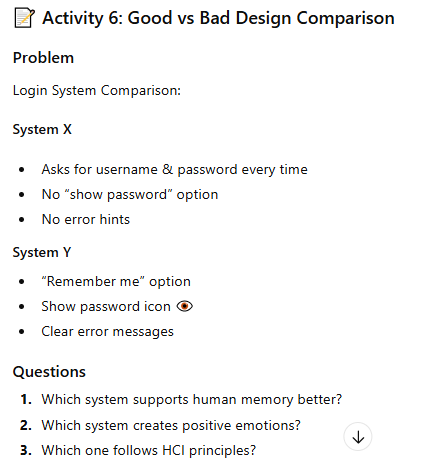 📝 Activity 6: Good vs Bad Design Comparison
Problem
Login System Comparison:
System X
• Asks for username & password every time
• No “show password” option
• No error hints
System Y
• “Remember me” option
• Show password icon 👁
• Clear error messages
Questions
1. Which system supports human memory better?
2. Which system creates positive emotions?
3. Which one follows HCI principles?